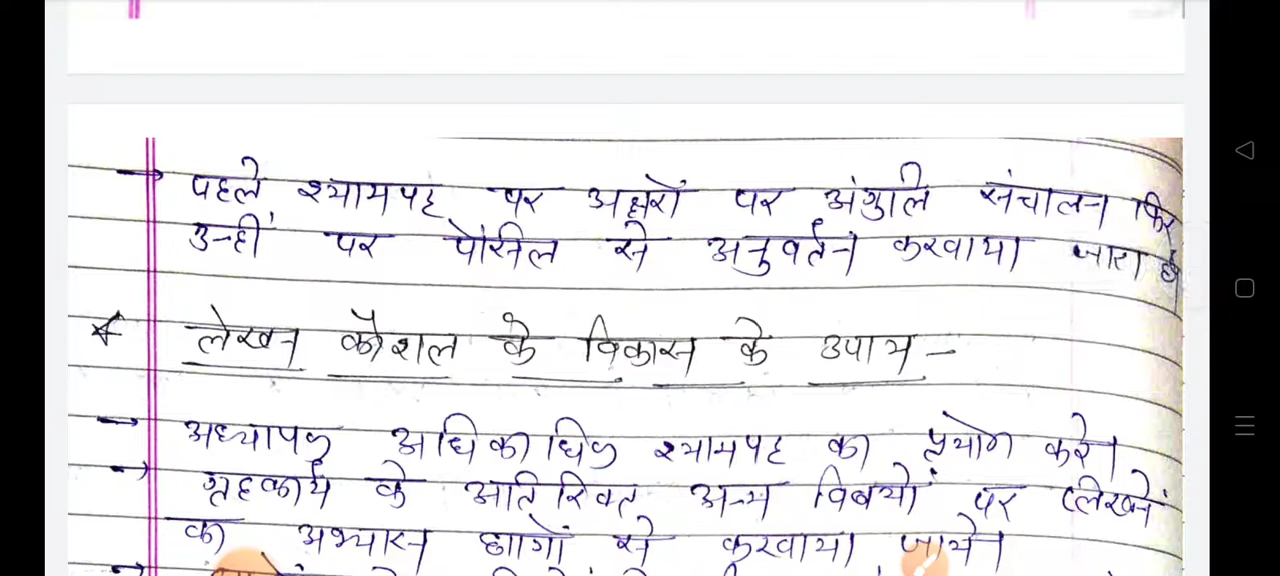 → पहले श्यामपट्ट पर अक्षरों पर अंगुलि संचालन फिर
उन्हीं पर पेंसिल से अनुवर्तन करवाया जाता है
* लेखन कौशल के विकास के उपाय -
→ अध्यापक अधिकाधिक श्यामपट्ट का प्रयोग करे।
→ गृहकार्य के अतिरिक्त अन्य विषयों पर लिखने
का अभ्यास छात्रों से करवाया जाये।